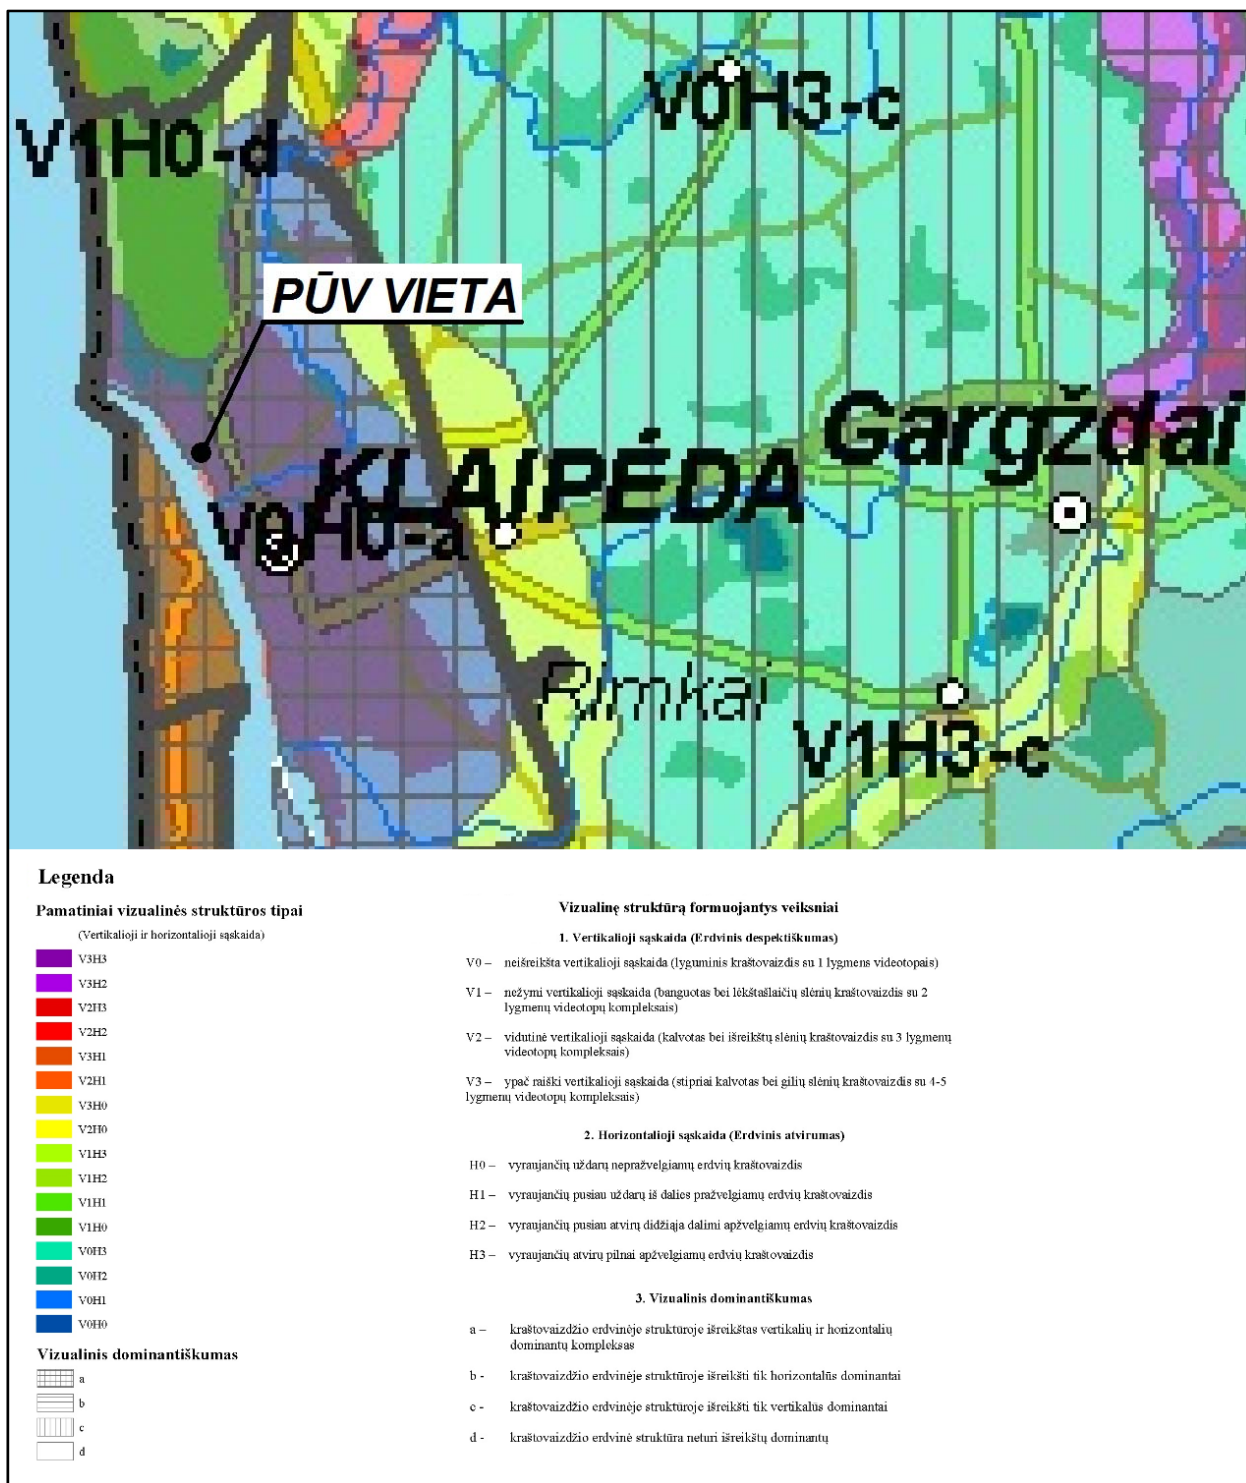 V0H3-c
V1H0-d
PŪV VIETA
Gargždai
KLAIPĖDA
V0H0-a
Rimkai
V1H3-c
Legenda
Pamatiniai vizualinės struktūros tipai
(Vertikalioji ir horizontalioji sąskaida)
V3H3
V3H2
V2H3
V2H2
V3H1
V2H1
V3H0
V2H0
V1H3
V1H2
V1H1
V1H0
V0H3
V0H2
V0H1
V0H0
Vizualinis dominantiškumas
a
b
c
d
Vizualinę struktūrą formuojantys veiksniai
1. Vertikalioji sąskaida (Erdvinis despektiškumas)
V0 – neišreikšta vertikalioji sąskaida (lyguminis kraštovaizdis su 1 lygmens videotopais)
V1 – nežymi vertikalioji sąskaida (banguotas bei lėkštašlaičių slėnių kraštovaizdis su 2
lygmenų videotopų kompleksais)
V2 – vidutinė vertikalioji sąskaida (kalvotas bei išreikštų slėnių kraštovaizdis su 3 lygmenų
videotopų kompleksais)
V3 – ypač raiški vertikalioji sąskaida (stipriai kalvotas bei gilių slėnių kraštovaizdis su 4-5
lygmenų videotopų kompleksais)
2. Horizontalioji sąskaida (Erdvinis atvirumas)
H0 – vyraujančių uždarų nepražvelgiamų erdvių kraštovaizdis
H1 – vyraujančių pusiau uždarų iš dalies pražvelgiamų erdvių kraštovaizdis
H2 – vyraujančių pusiau atvirų didžiąja dalimi apžvelgiamų erdvių kraštovaizdis
H3 – vyraujančių atvirų pilnai apžvelgiamų erdvių kraštovaizdis
3. Vizualinis dominantiškumas
a – kraštovaizdžio erdvinėje struktūroje išreikštas vertikalių ir horizontalių
dominantų kompleksas
b - kraštovaizdžio erdvinėje struktūroje išreikšti tik horizontalūs dominantai
c - kraštovaizdžio erdvinėje struktūroje išreikšti tik vertikalūs dominantai
d - kraštovaizdžio erdvinė struktūra neturi išreikštų dominantų